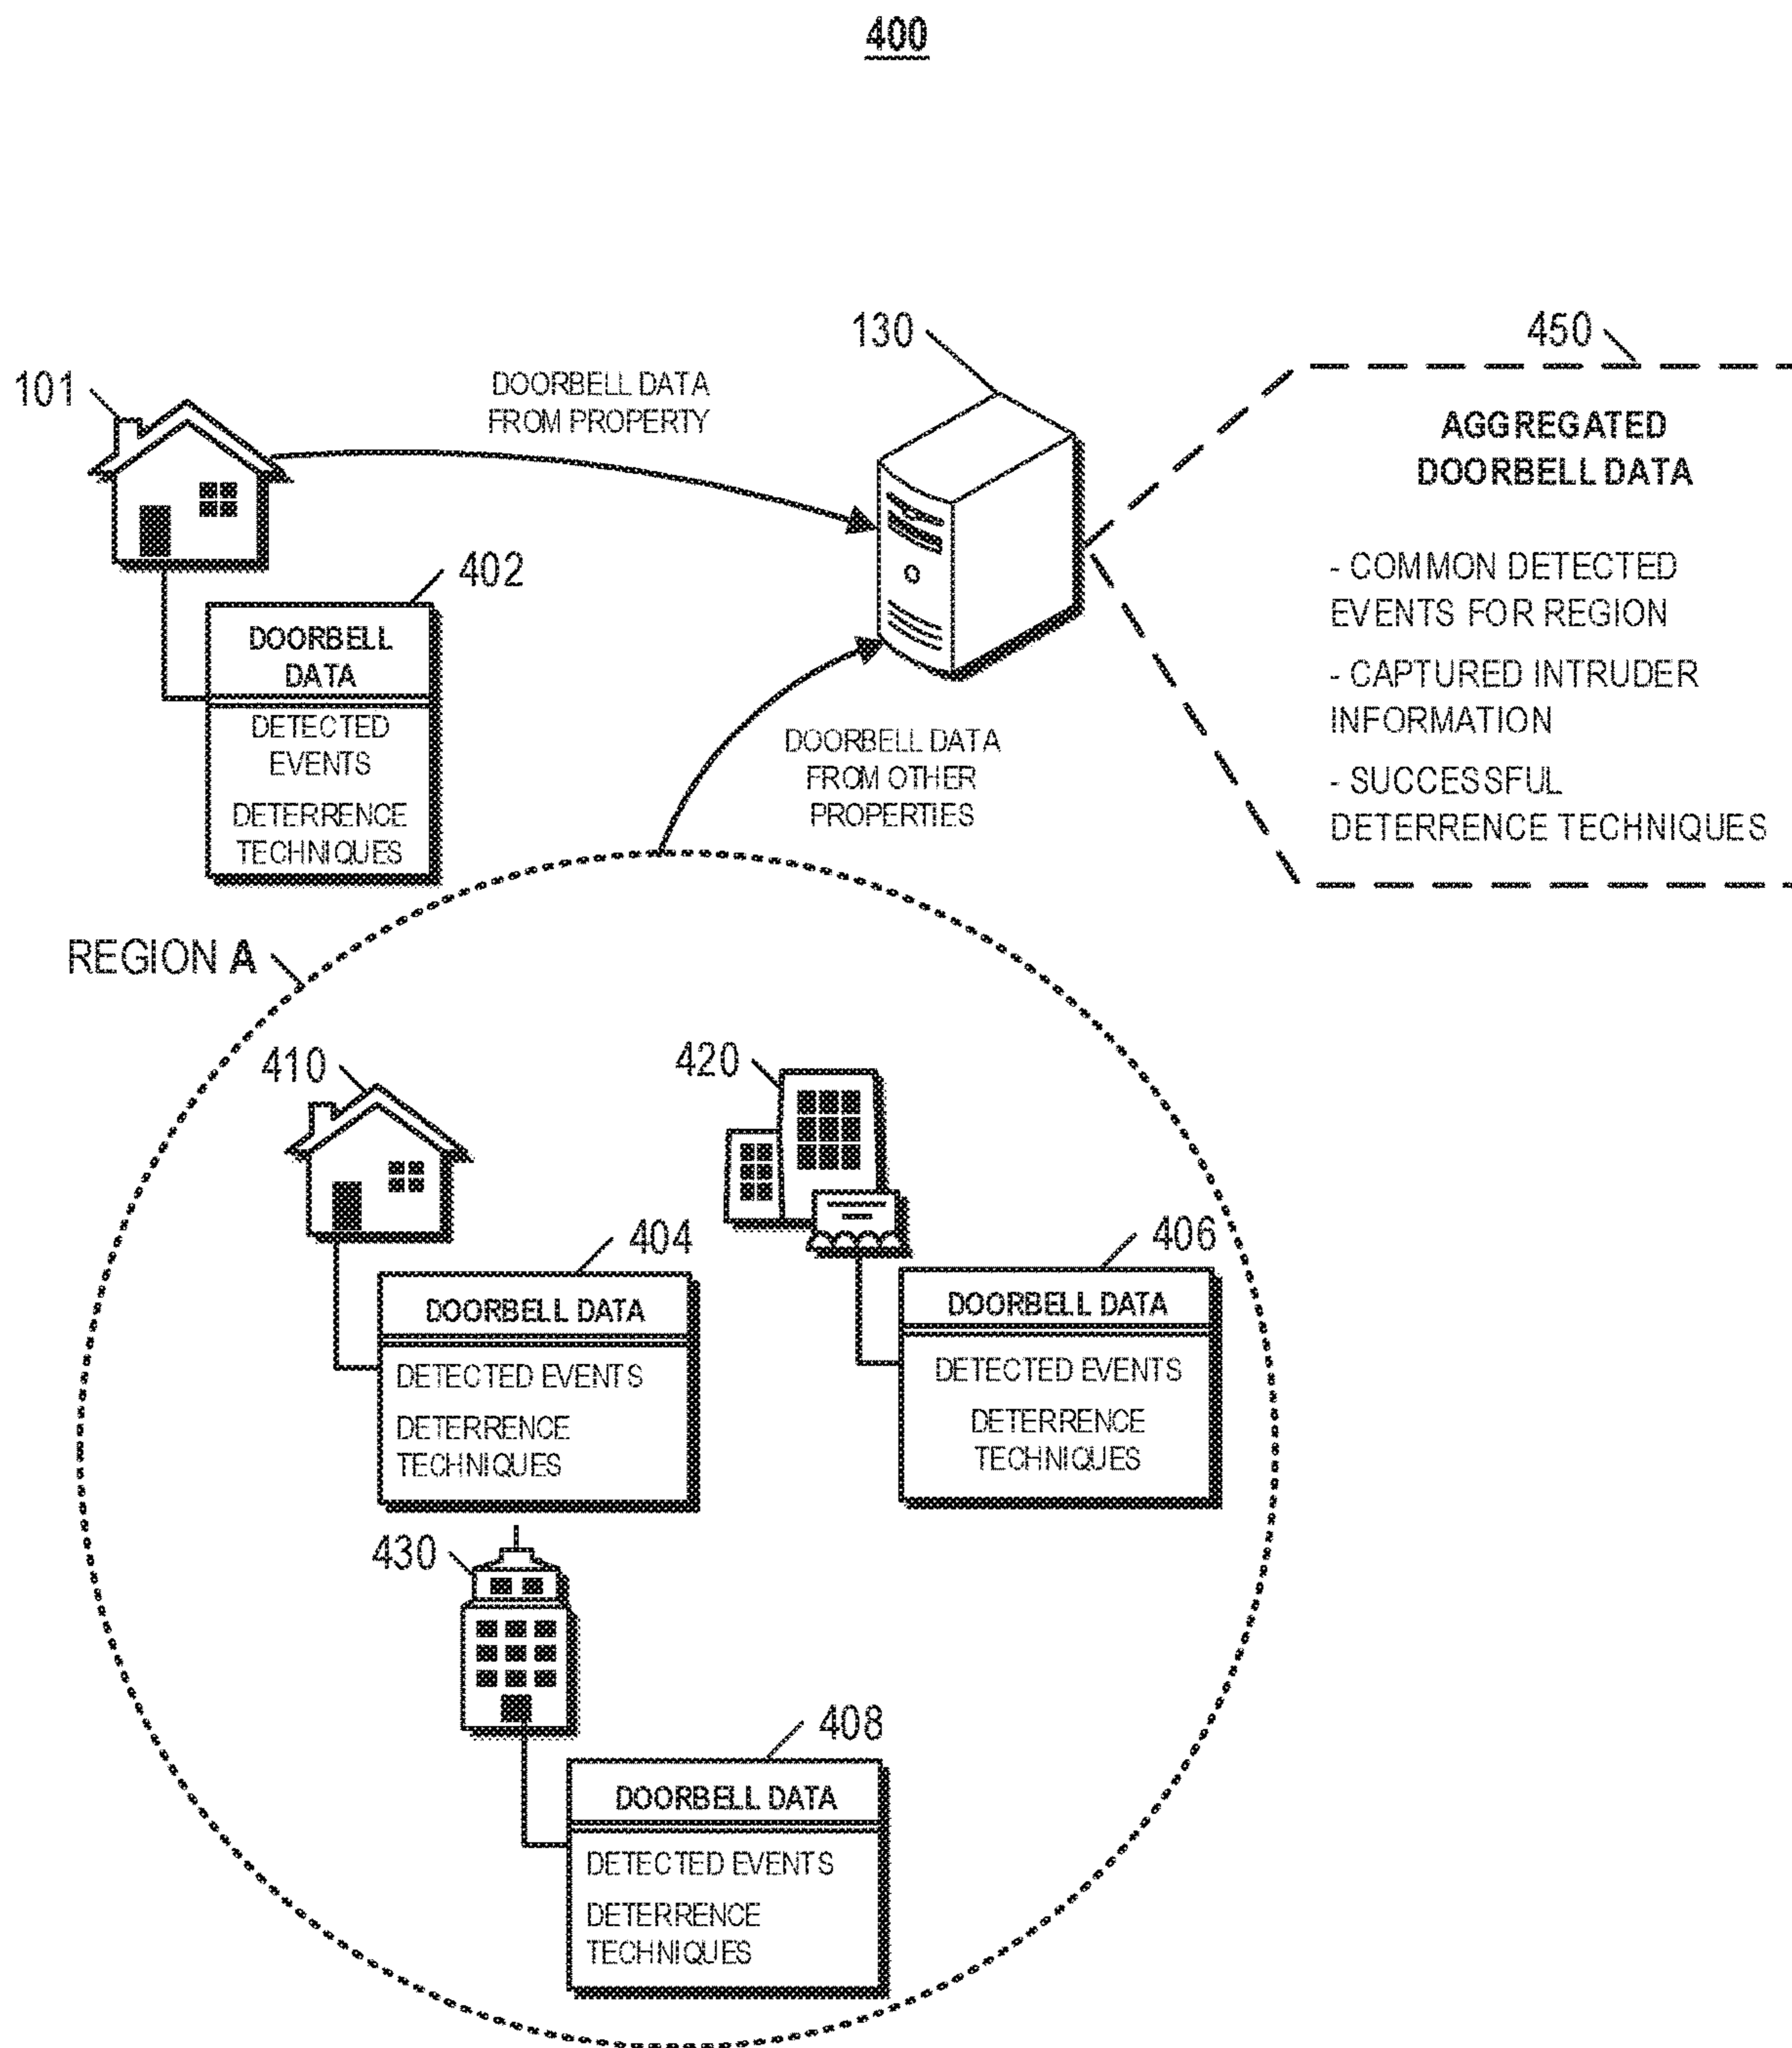 400
130
450
101
DOORBELL DATA
FROM PROPERTY
AGGREGATED
DOORBELL DATA
- COMMON DETECTED
EVENTS FOR REGION
- CAPTURED INTRUDER
INFORMATION
- SUCCESSFUL
DETERRENCE TECHNIQUES
402
DOORBELL
DATA
DETECTED
EVENTS
DETERRENCE
TECHNIQUES
DOORBELL DATA
FROM OTHER
PROPERTIES
REGION A
410
420
404
DOORBELL DATA
DETECTED EVENTS
DETERRENCE
TECHNIQUES
406
DOORBELL DATA
DETECTED EVENTS
DETERRENCE
TECHNIQUES
430
408
DOORBELL DATA
DETECTED EVENTS
DETERRENCE
TECHNIQUES